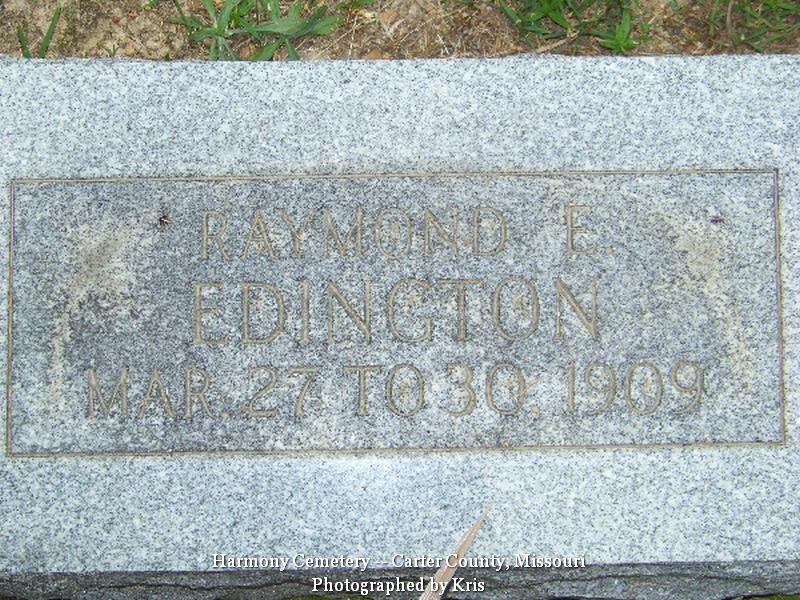 RAYMOND E.
EDINGTON
MAR. 27 TO 30, 1909
Harmony Cemetery -- Carter County, Missouri
Photographed by Kris